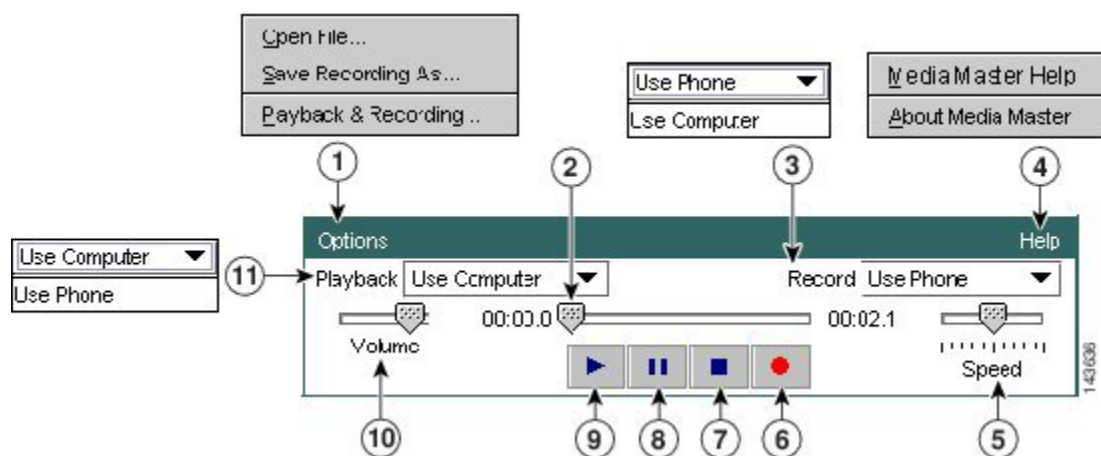 Open File...
Save Recording As...
Playback & Recording...
Use Phone
Use Computer
Media Master Help
About Media Master
1
2
3
4
Options
Help
Use Computer
Use Phone
11
Playback
Use Computer
Record
Use Phone
00:00.0
00:02.1
Volume
Speed
10
9
8
7
6
5
143636